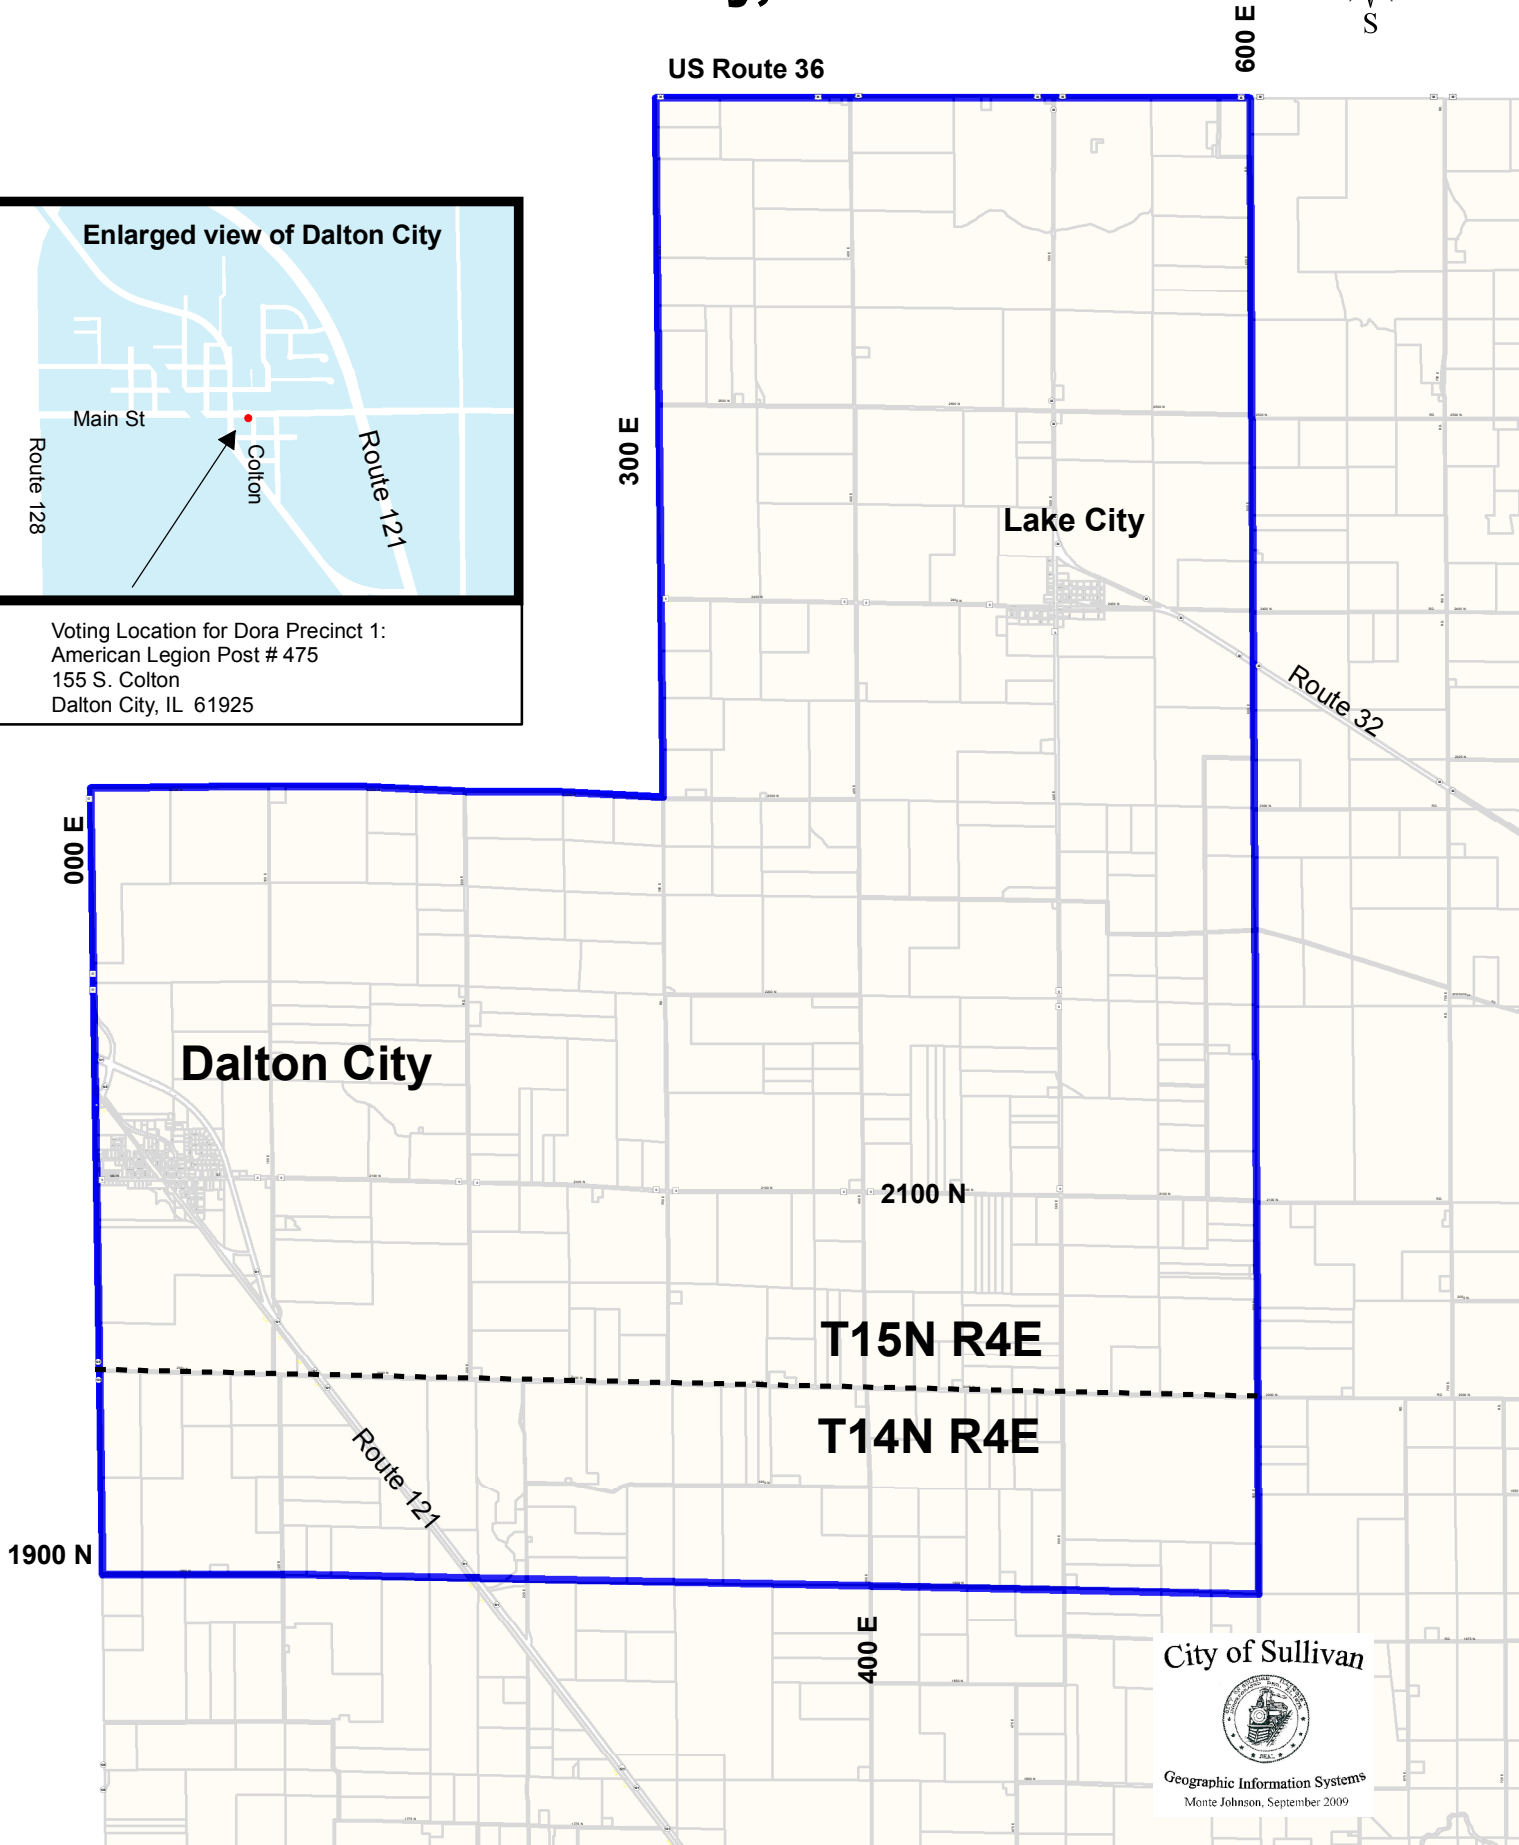 S
600 E
US Route 36
Enlarged view of Dalton City
Main St
Route 128
Colton
Route 121
300 E
Lake City
Route 32
Voting Location for Dora Precinct 1:
American Legion Post # 475
155 S. Colton
Dalton City, IL  61925
000 E
Dalton City
2100 N
T15N R4E
T14N R4E
Route 121
1900 N
400 E
City of Sullivan
SEAL
Geographic Information Systems
Monte Johnson, September 2009